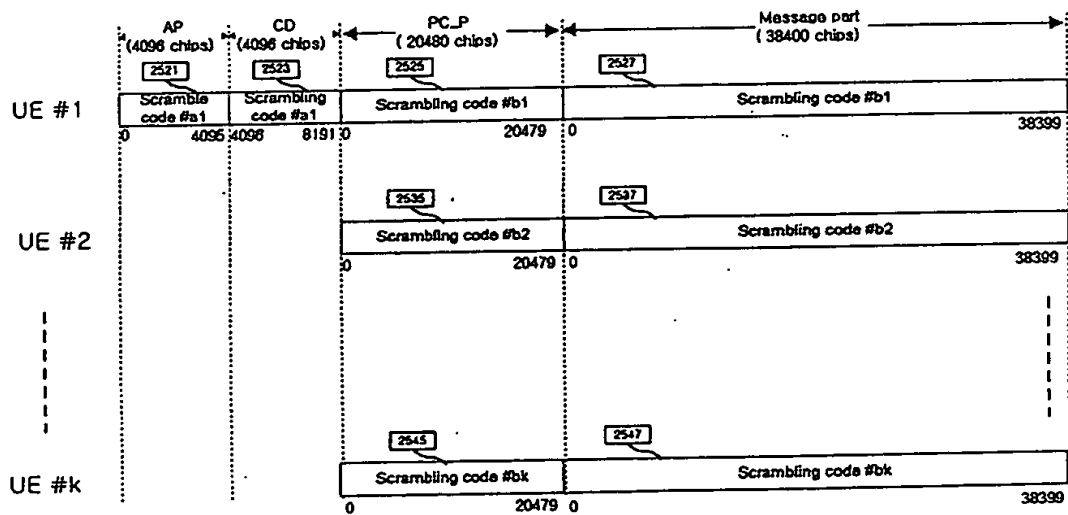 AP
(4096 chips)
CD
(4096 chips)
PC_P
( 20480 chips)
Message part
( 38400 chips)
2521
2523
2525
2527
UE #1
Scramble
code #a1
Scrambling
code #a1
Scrambling code #b1
Scrambling code #b1
0
4095
4096
8191
0
20479
0
38399
2535
2537
UE #2
Scrambling code #b2
Scrambling code #b2
0
20479
0
38399
2545
2547
UE #k
Scrambling code #bk
Scrambling code #bk
0
20479
0
38399